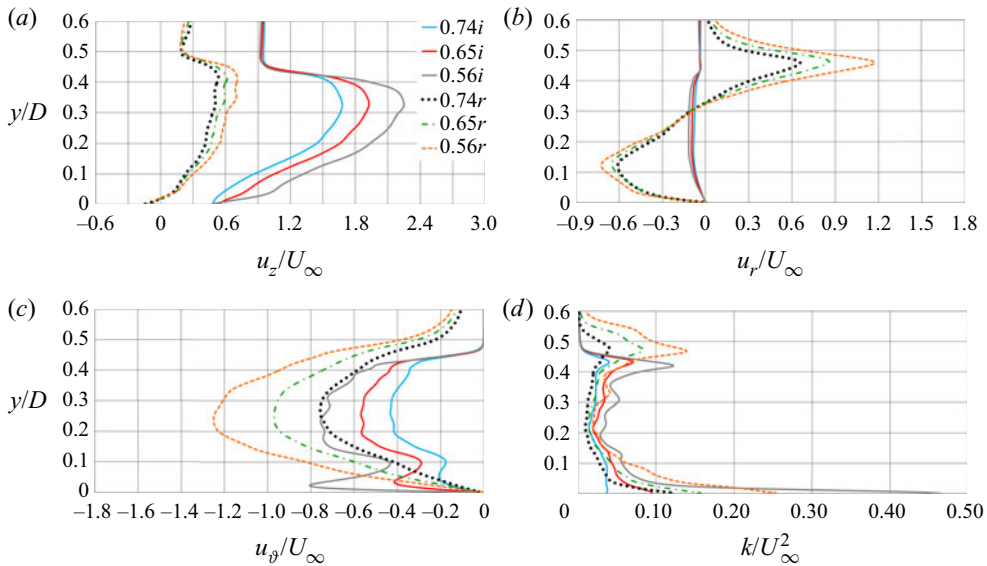 (a) 0.6
0.5
0.4
y/D 0.3
0.2
0.1
0
−0.6 0 0.6 1.2 1.8 2.4 3.0
u_z/U_∞
0.74i
0.65i
0.56i
0.74r
0.65r
0.56r
(b) 0.6
0.5
0.4
0.3
0.2
0.1
0
−0.9 −0.6 −0.3 0 0.3 0.6 0.9 1.2 1.5 1.8
u_r/U_∞
(c) 0.6
0.5
0.4
y/D 0.3
0.2
0.1
0
−1.8 −1.6 −1.4 −1.2 −1.0 −0.8 −0.6 −0.4 −0.2 0
u_ϑ/U_∞
(d) 0.6
0.5
0.4
0.3
0.2
0.1
0 0.10 0.20 0.30 0.40 0.50
k/U²_∞